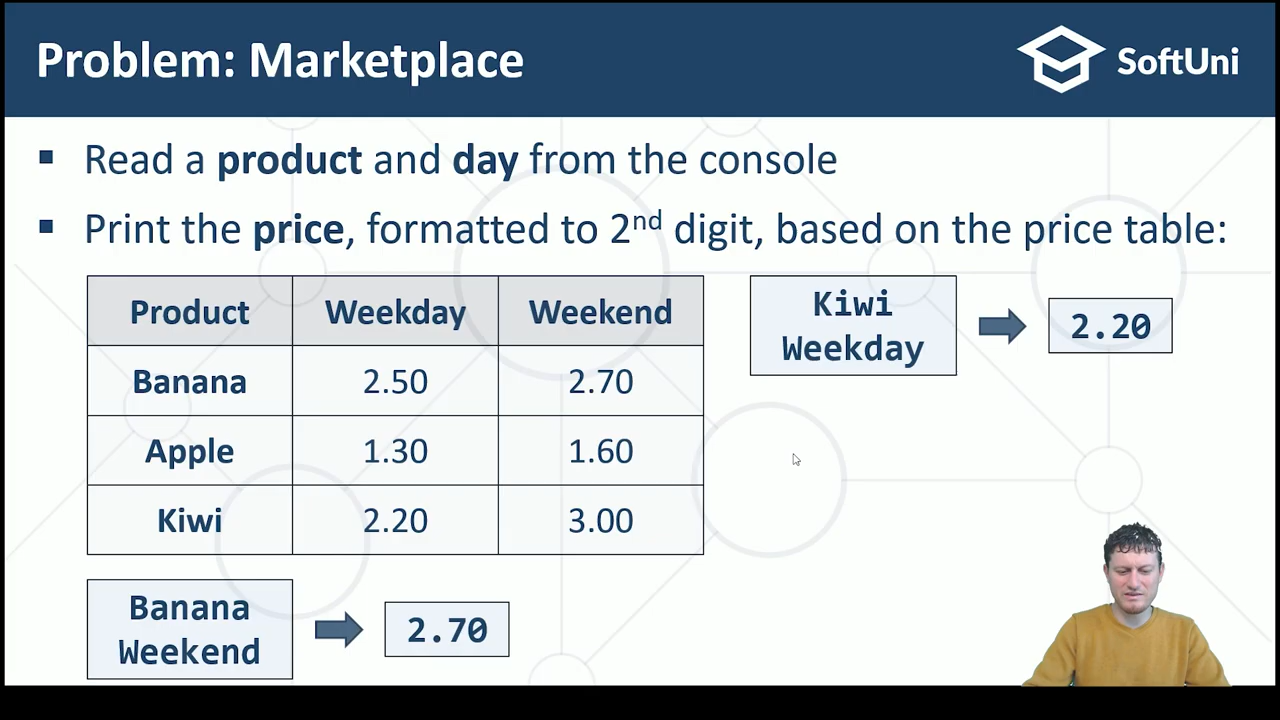 Problem: Marketplace
SoftUni
▪ Read a product and day from the console
▪ Print the price, formatted to 2nd digit, based on the price table:
Product Weekday Weekend
Banana 2.50 2.70
Apple 1.30 1.60
Kiwi 2.20 3.00
Kiwi
Weekday
2.20
Banana
Weekend
2.70